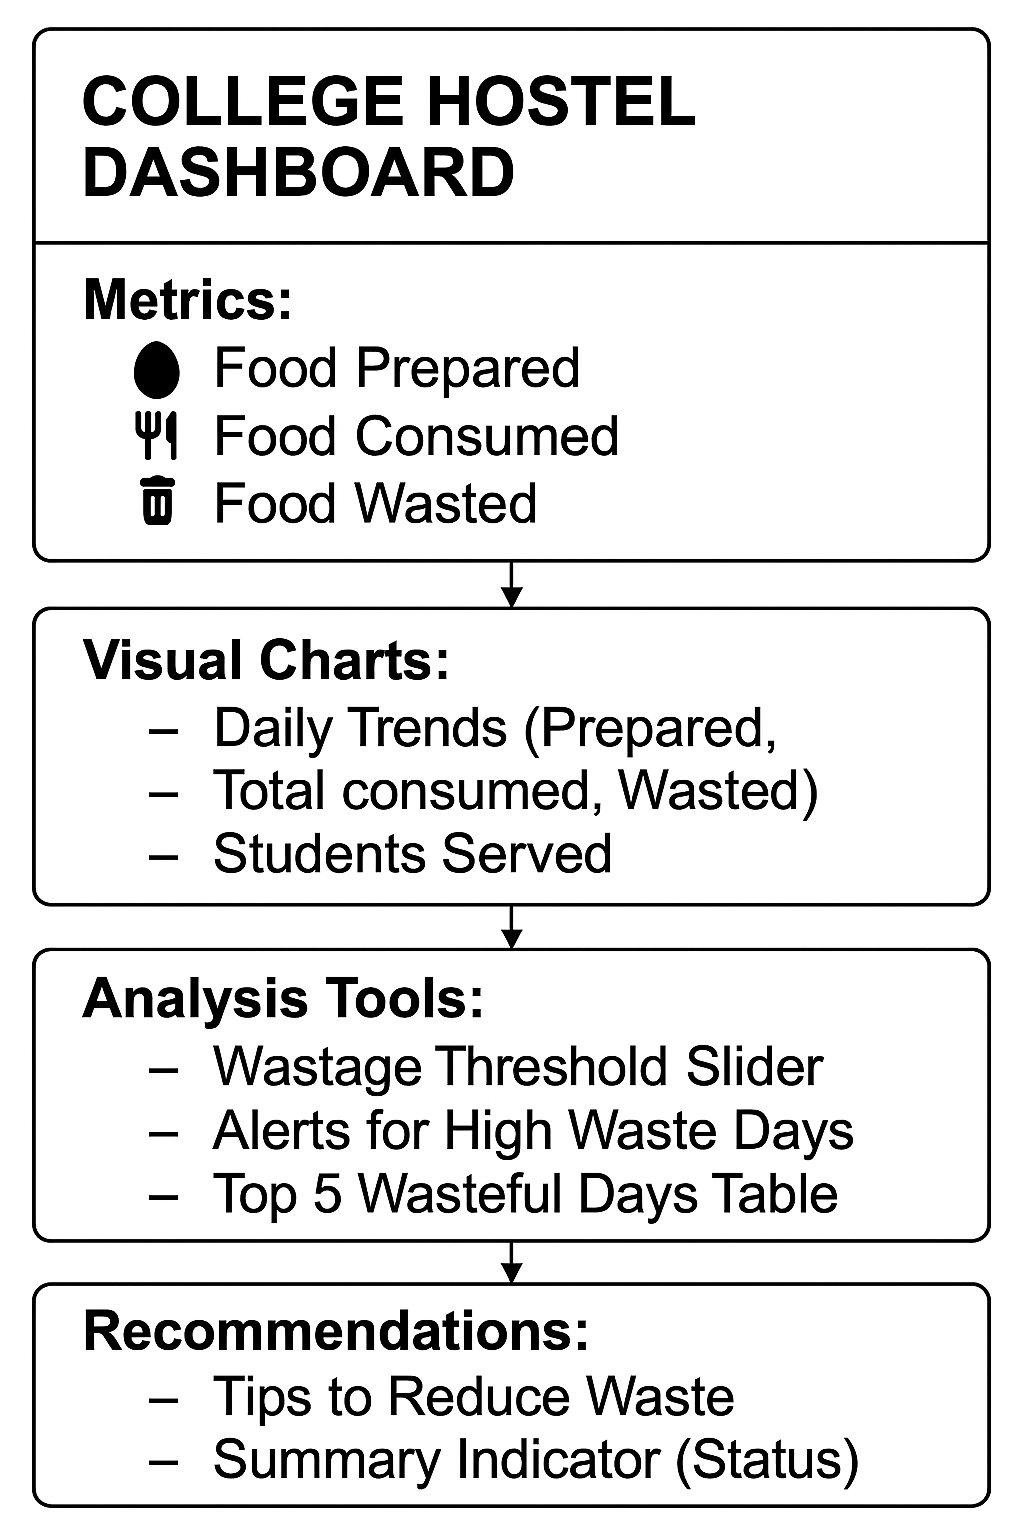 COLLEGE HOSTEL
DASHBOARD
Metrics:
Food Prepared
Food Consumed
Food Wasted
Visual Charts:
– Daily Trends (Prepared,
– Total consumed, Wasted)
– Students Served
Analysis Tools:
– Wastage Threshold Slider
– Alerts for High Waste Days
– Top 5 Wasteful Days Table
Recommendations:
– Tips to Reduce Waste
– Summary Indicator (Status)